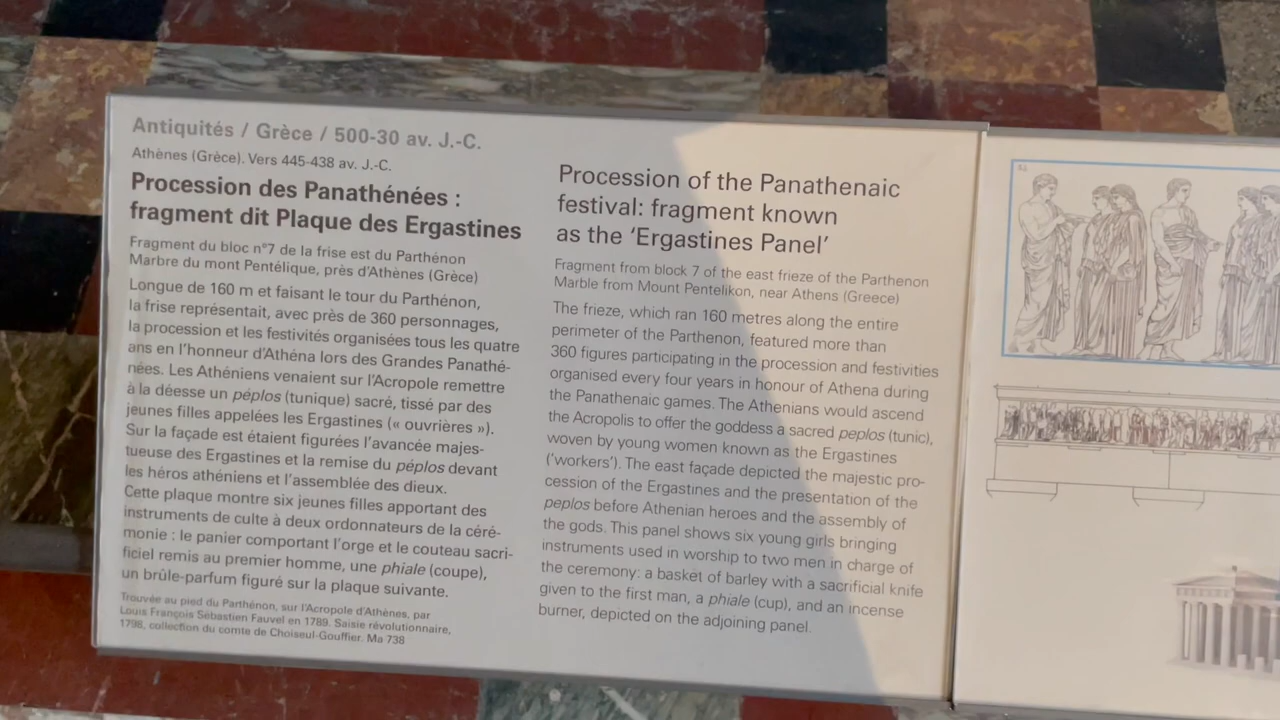 Antiquités / Grèce / 500-30 av. J.-C.
Athènes (Grèce). Vers 445-438 av. J.-C.
Procession des Panathénées :
fragment dit Plaque des Ergastines
Fragment du bloc n°7 de la frise est du Parthénon
Marbre du mont Pentélique, près d'Athènes (Grèce)
Longue de 160 m et faisant le tour du Parthénon,
la frise représentait, avec près de 360 personnages,
la procession et les festivités organisées tous les quatre
ans en l'honneur d'Athéna lors des Grandes Panathé-
nées. Les Athéniens venaient sur l'Acropole remettre
à la déesse un péplos (tunique) sacré, tissé par des
jeunes filles appelées les Ergastines (« ouvrières »).
Sur la façade est étaient figurées l'avancée majes-
tueuse des Ergastines et la remise du péplos devant
les héros athéniens et l'assemblée des dieux.
Cette plaque montre six jeunes filles apportant des
instruments de culte à deux ordonnateurs de la céré-
monie : le panier comportant l'orge et le couteau sacri-
ficiel remis au premier homme, une phiale (coupe),
un brûle-parfum figuré sur la plaque suivante.
Trouvée au pied du Parthénon, sur l'Acropole d'Athènes, par
Louis François Sébastien Fauvel en 1789. Saisie révolutionnaire,
1798, collection du comte de Choiseul-Gouffier. Ma 738
Procession of the Panathenaic
festival: fragment known
as the 'Ergastines Panel'
Fragment from block 7 of the east frieze of the Parthenon
Marble from Mount Pentelikon, near Athens (Greece)
The frieze, which ran 160 metres along the entire
perimeter of the Parthenon, featured more than
360 figures participating in the procession and festivities
organised every four years in honour of Athena during
the Panathenaic games. The Athenians would ascend
the Acropolis to offer the goddess a sacred peplos (tunic),
woven by young women known as the Ergastines
('workers'). The east façade depicted the majestic pro-
cession of the Ergastines and the presentation of the
peplos before Athenian heroes and the assembly of
the gods. This panel shows six young girls bringing
instruments used in worship to two men in charge of
the ceremony: a basket of barley with a sacrificial knife
given to the first man, a phiale (cup), and an incense
burner, depicted on the adjoining panel.